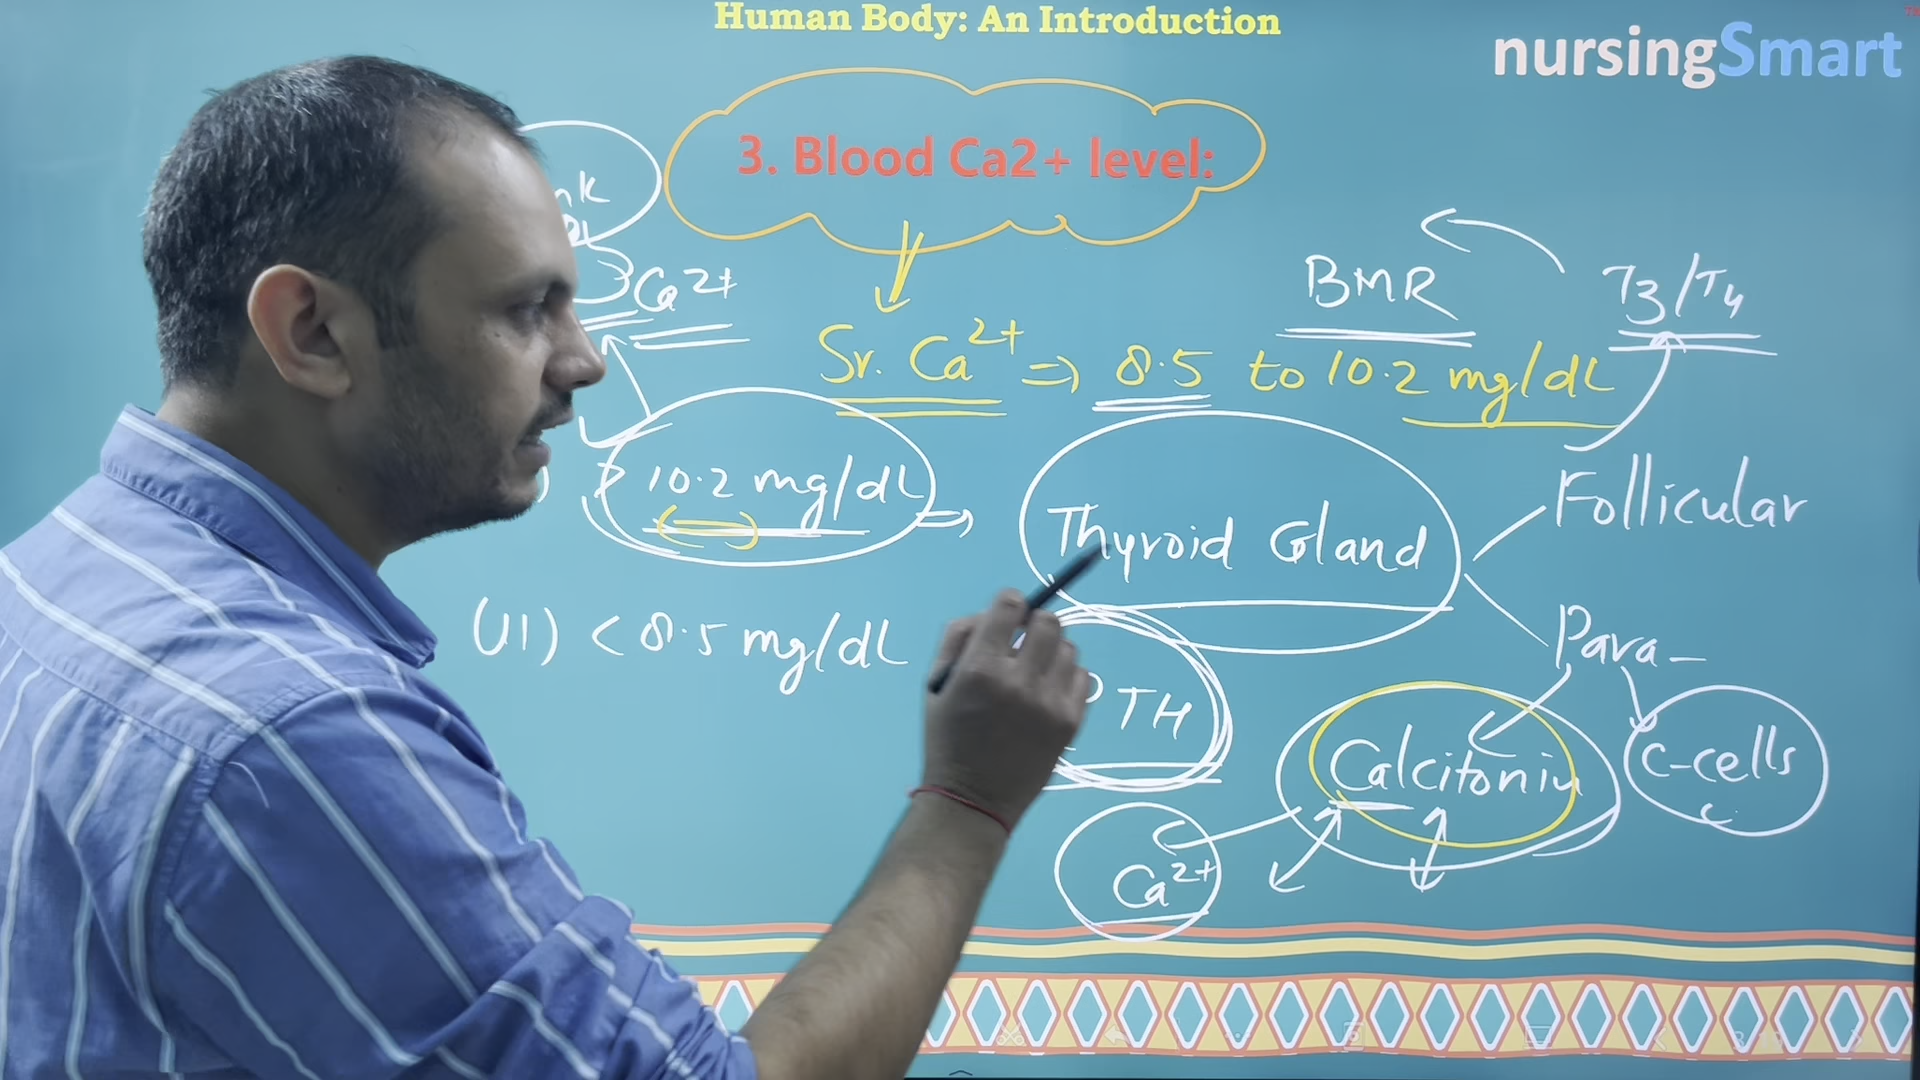 Human Body: An Introduction
nursingSmart
3. Blood Ca2+ level:
Ca2+
BMR
T3/T4
Sr. Ca2+ => 8.5 to 10.2 mg/dL
> 10.2 mg/dL =>
Thyroid Gland
Follicular
(ii) < 8.5 mg/dL
Para-
PTH
Calcitonin
C-cells
Ca2+